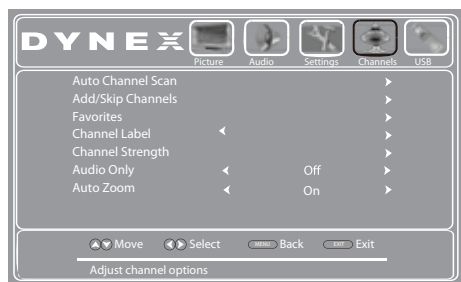 DYNEX
Picture Audio Settings Channels USB
Auto Channel Scan
Add/Skip Channels
Favorites
Channel Label
Channel Strength
Audio Only Off
Auto Zoom On
Move Select MENU Back EXIT Exit
Adjust channel options